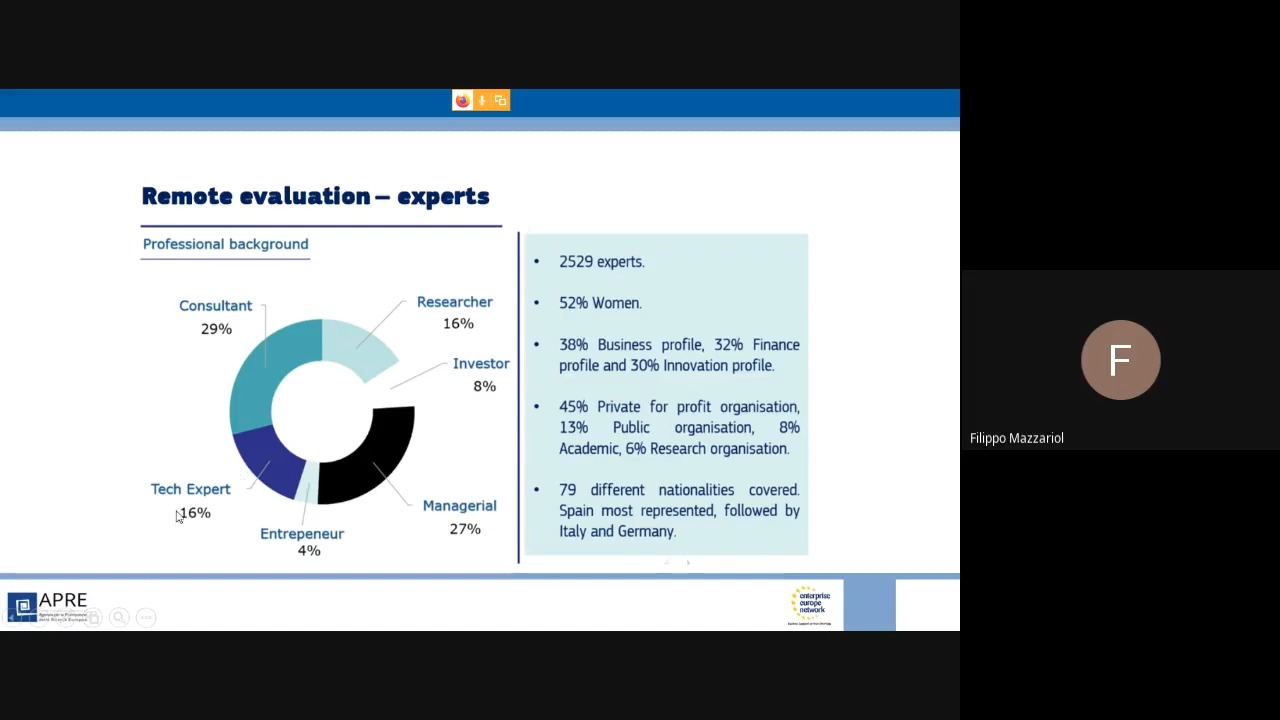 Remote evaluation – experts
Professional background
Consultant
29%
Researcher
16%
Investor
8%
Managerial
27%
Entrepeneur
4%
Tech Expert
16%
• 2529 experts.
• 52% Women.
• 38% Business profile, 32% Finance
profile and 30% Innovation profile.
• 45% Private for profit organisation,
13% Public organisation, 8%
Academic, 6% Research organisation.
• 79 different nationalities covered.
Spain most represented, followed by
Italy and Germany.
APRE
enterprise
europe
network
F
Filippo Mazzariol